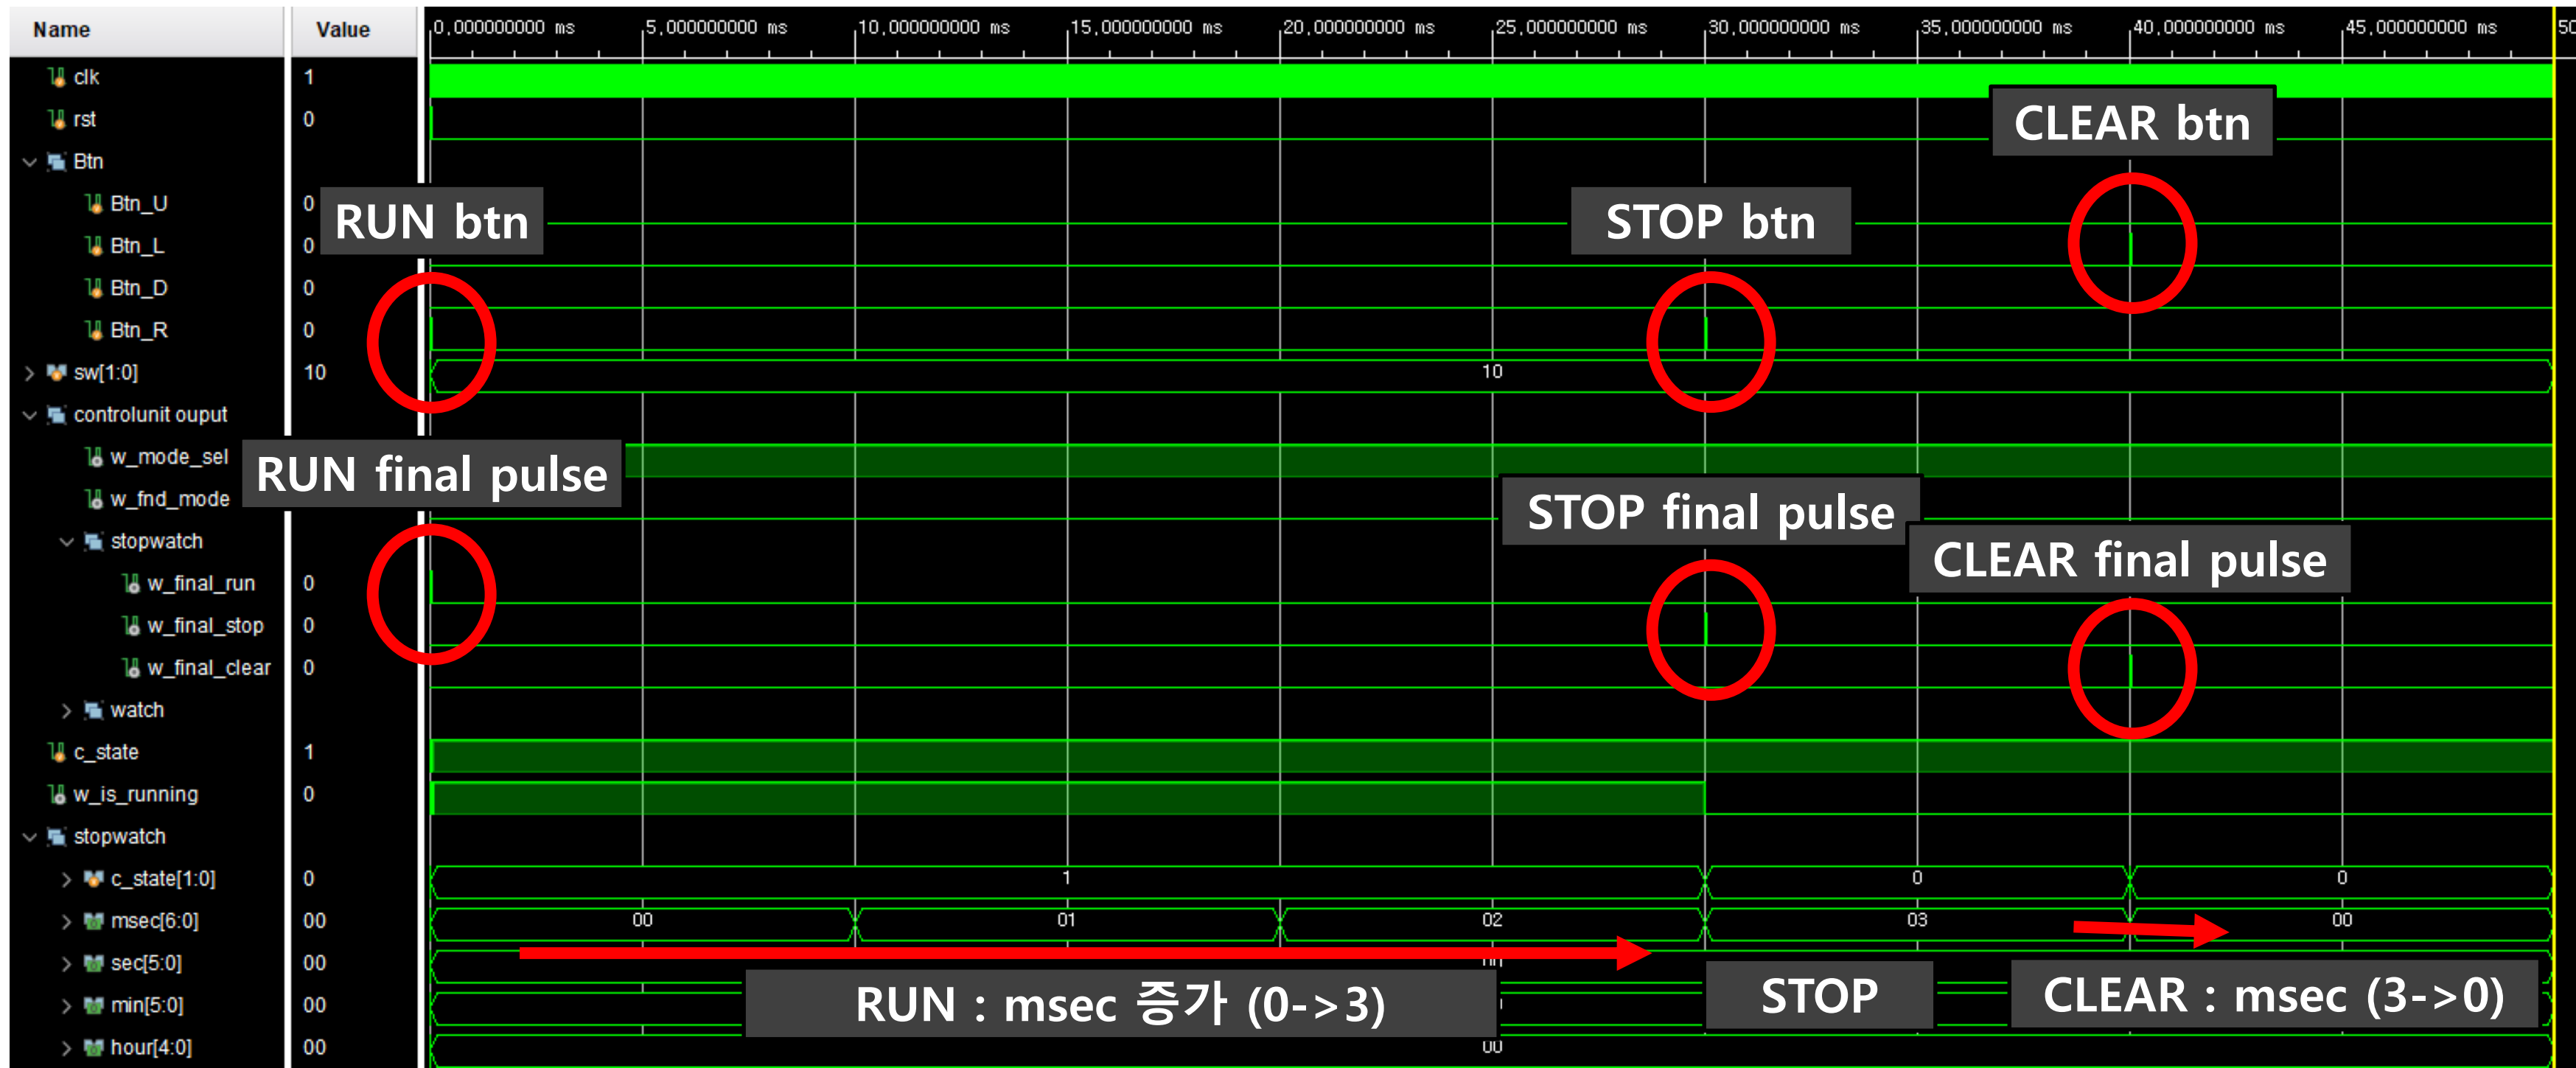 Name Value 0,000000000 ms 5,000000000 ms 10,000000000 ms 15,000000000 ms 20,000000000 ms 25,000000000 ms 30,000000000 ms 35,000000000 ms 40,000000000 ms 45,000000000 ms 50
clk 1
rst 0
CLEAR btn
Btn
Btn_U 0
RUN btn
STOP btn
Btn_L 0
Btn_D 0
Btn_R 0
sw[1:0] 10 10
controlunit ouput
w_mode_sel
RUN final pulse
w_fnd_mode
STOP final pulse
stopwatch
CLEAR final pulse
w_final_run 0
w_final_stop 0
w_final_clear 0
watch
c_state 1
w_is_running 0
stopwatch
c_state[1:0] 0 1 0 0
msec[6:0] 00 00 01 02 03 00
sec[5:0] 00
min[5:0] 00
RUN : msec 증가 (0->3) STOP CLEAR : msec (3->0)
hour[4:0] 00 00